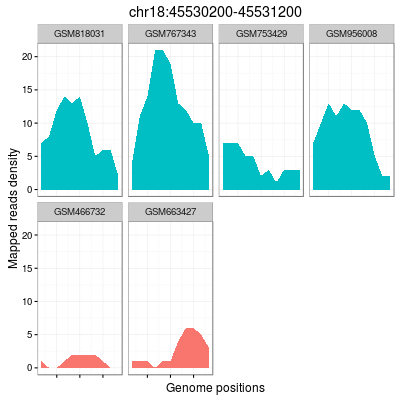 chr18:45530200-45531200
GSM818031 GSM767343 GSM753429 GSM956008
20
15
10
5
0
GSM466732 GSM663427
20
15
10
5
0
Mapped reads density
Genome positions